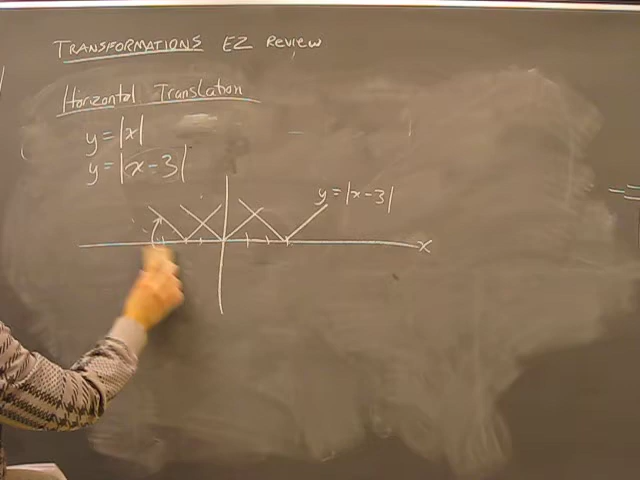 TRANSFORMATIONS EZ Review
Horizontal Translation
y=|x|
y=|x-3|
y=|x-3|
x